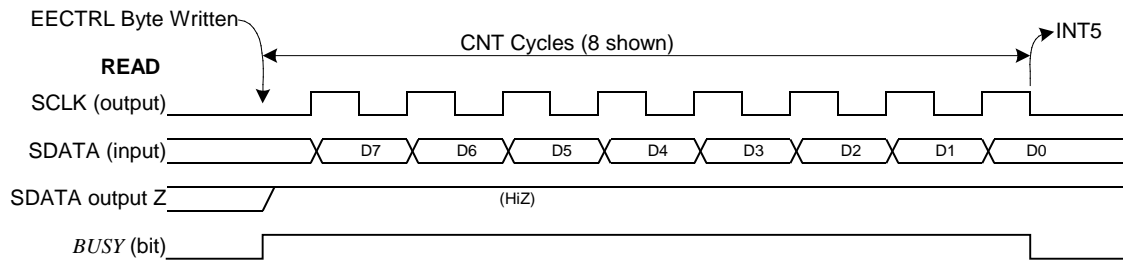 EECTRL Byte Written
CNT Cycles (8 shown)
INT5
READ
SCLK (output)
SDATA (input)
D7 D6 D5 D4 D3 D2 D1 D0
SDATA output Z
(HiZ)
BUSY (bit)